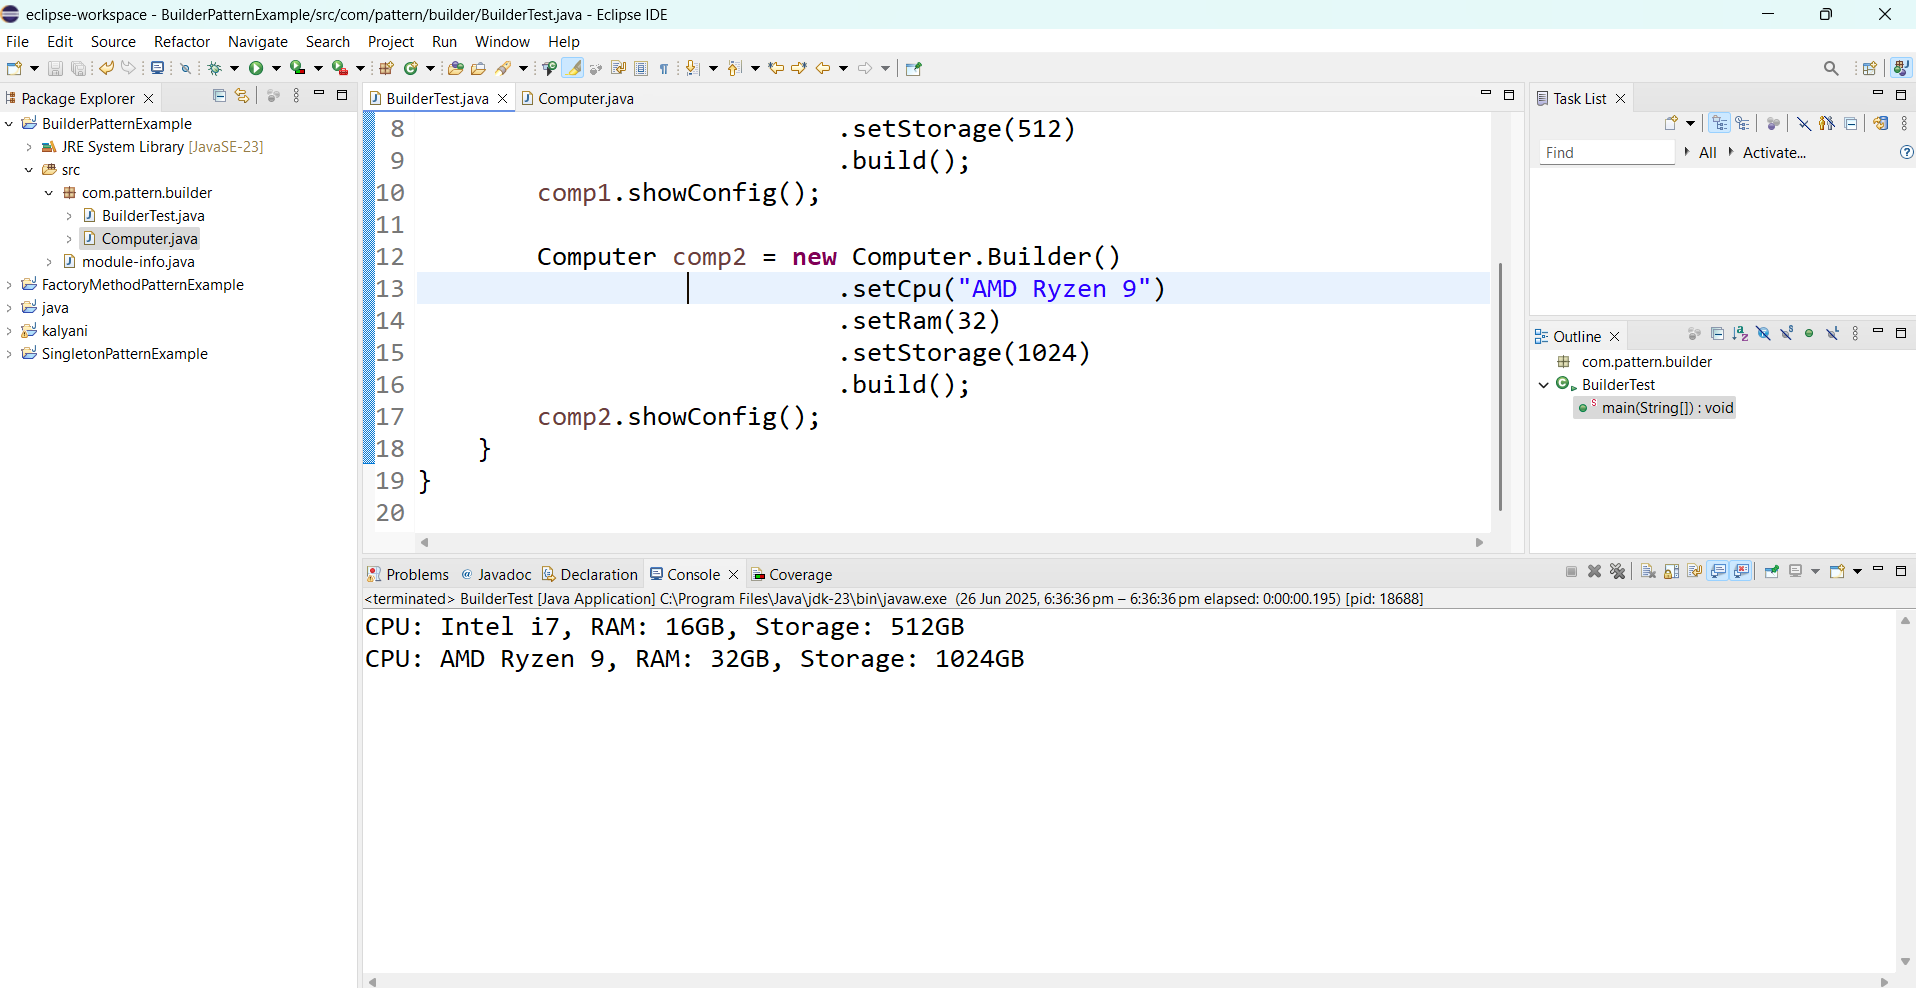 eclipse-workspace - BuilderPatternExample/src/com/pattern/builder/BuilderTest.java - Eclipse IDE
File Edit Source Refactor Navigate Search Project Run Window Help
Package Explorer
BuilderPatternExample
JRE System Library [JavaSE-23]
src
com.pattern.builder
BuilderTest.java
Computer.java
module-info.java
FactoryMethodPatternExample
java
kalyani
SingletonPatternExample
BuilderTest.java Computer.java
8 .setStorage(512)
9 .build();
10 comp1.showConfig();
11
12 Computer comp2 = new Computer.Builder()
13 .setCpu("AMD Ryzen 9")
14 .setRam(32)
15 .setStorage(1024)
16 .build();
17 comp2.showConfig();
18 }
19 }
20
Task List
Find All Activate...
Outline
com.pattern.builder
BuilderTest
main(String[]) : void
Problems Javadoc Declaration Console Coverage
<terminated> BuilderTest [Java Application] C:\Program Files\Java\jdk-23\bin\javaw.exe (26 Jun 2025, 6:36:36 pm – 6:36:36 pm elapsed: 0:00:00.195) [pid: 18688]
CPU: Intel i7, RAM: 16GB, Storage: 512GB
CPU: AMD Ryzen 9, RAM: 32GB, Storage: 1024GB